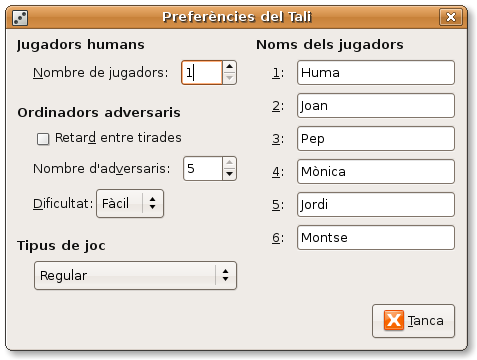 Preferències del Tali
Jugadors humans
Nombre de jugadors: 1
Ordinadors adversaris
Retard entre tirades
Nombre d'adversaris: 5
Dificultat: Fàcil
Tipus de joc
Regular
Noms dels jugadors
1: Huma
2: Joan
3: Pep
4: Mònica
5: Jordi
6: Montse
Tanca